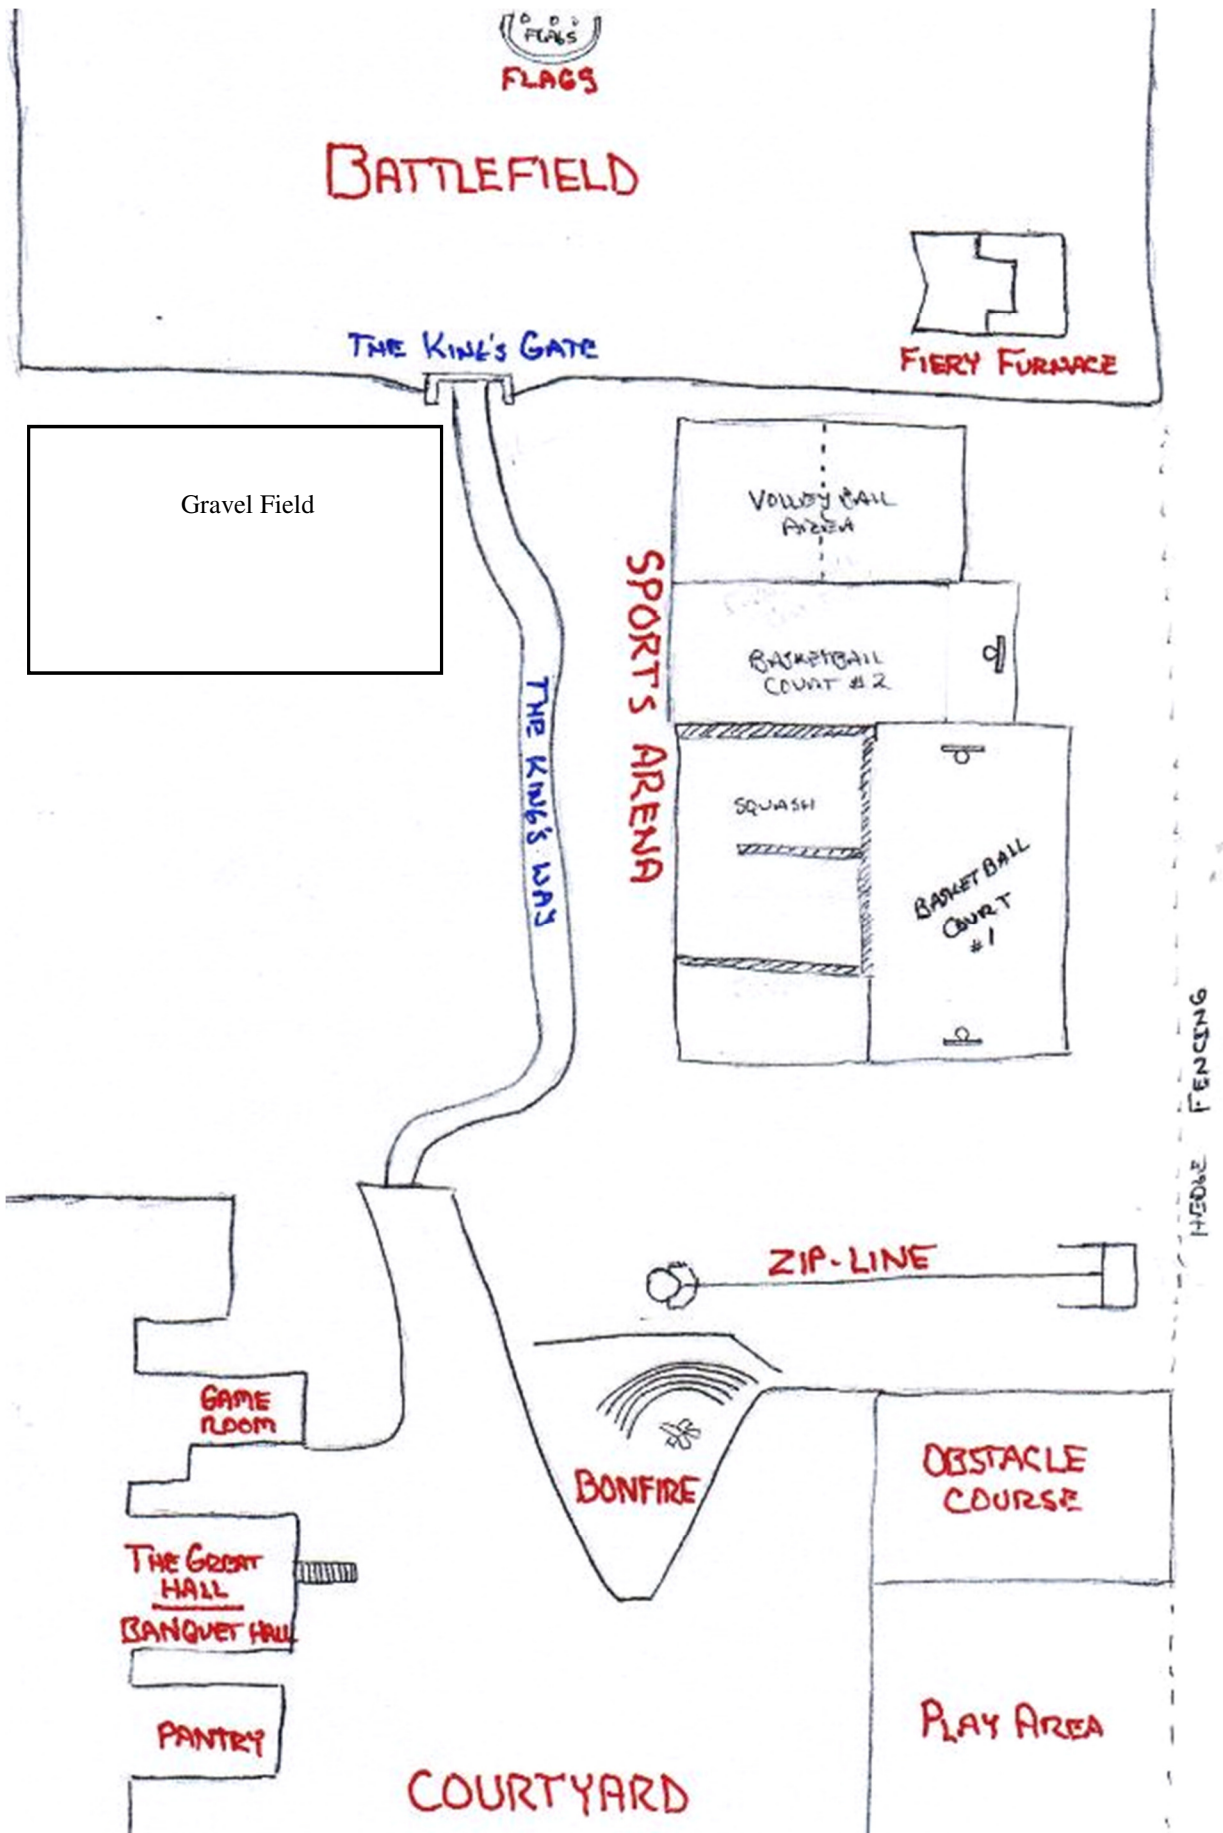 FLAGS
FLAGS
BATTLEFIELD
THE KING'S GATE
FIERY FURNACE
Gravel Field
VOLLEY BALL
AREA
SPORT'S ARENA
BASKETBALL
COURT #2
THE KING'S WAY
SQUASH
BASKETBALL
COURT
#1
HEDGE FENCING
ZIP-LINE
GAME
ROOM
BONFIRE
OBSTACLE
COURSE
THE GREAT
HALL
BANQUET HALL
PANTRY
PLAY AREA
COURTYARD